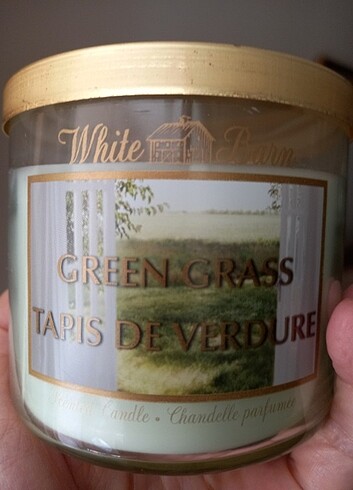 White Barn
GREEN GRASS
TAPIS DE VERDURE
Candle • Chandelle parfumée